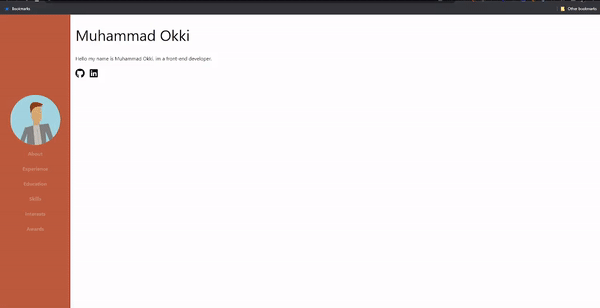 Bookmarks
Other bookmarks
Muhammad Okki
Hello my name is Muhammad Okki. im a front-end developer.
About
Experience
Education
Skills
Interests
Awards